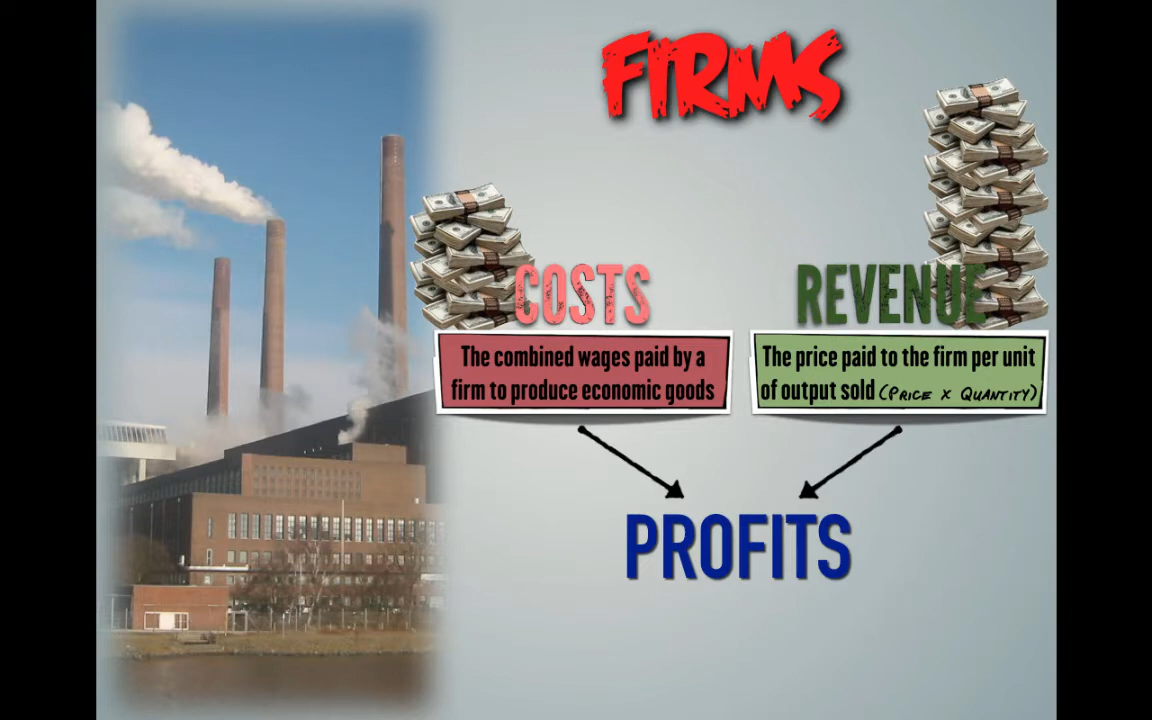 FIRMS
COSTS
The combined wages paid by a
firm to produce economic goods
REVENUE
The price paid to the firm per unit
of output sold (PRICE X QUANTITY)
PROFITS